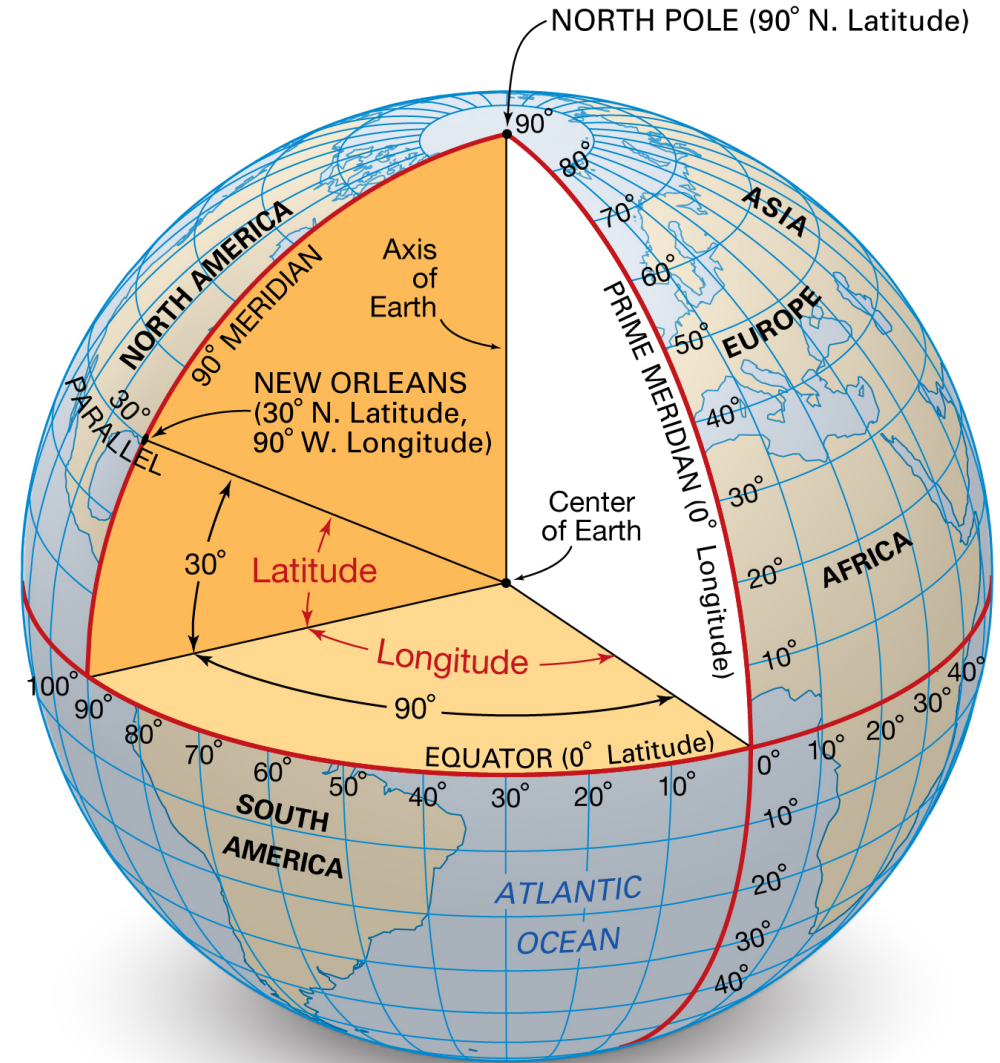 NORTH POLE (90° N. Latitude)
90°
80°
70°
60°
50°
40°
30°
20°
10°
ASIA
EUROPE
AFRICA
NORTH AMERICA
90° MERIDIAN
Axis
of
Earth
PRIME MERIDIAN (0° Longitude)
NEW ORLEANS
(30° N. Latitude,
90° W. Longitude)
30°
PARALLEL
Center
of Earth
30°
Latitude
Longitude
90°
EQUATOR (0° Latitude)
100°
90°
80°
70°
60°
50°
40°
30°
20°
10°
0°
10°
20°
30°
40°
SOUTH
AMERICA
ATLANTIC
OCEAN
10°
20°
30°
40°